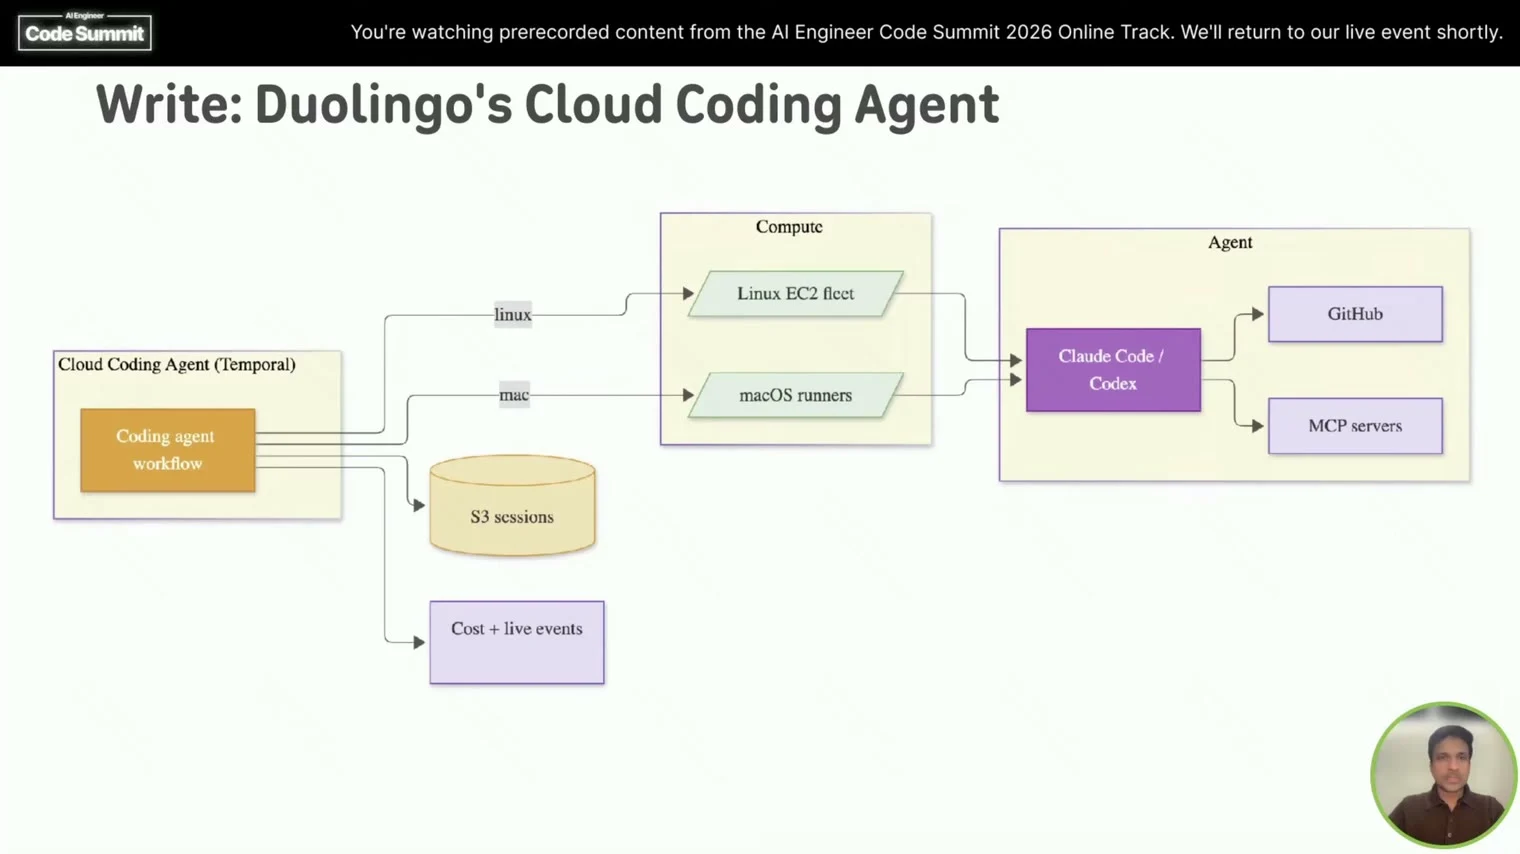 AI Engineer
Code Summit
You're watching prerecorded content from the AI Engineer Code Summit 2026 Online Track. We'll return to our live event shortly.
Write: Duolingo's Cloud Coding Agent
Compute
Agent
Linux EC2 fleet
GitHub
linux
Cloud Coding Agent (Temporal)
Claude Code /
Codex
mac
macOS runners
MCP servers
Coding agent
workflow
S3 sessions
Cost + live events